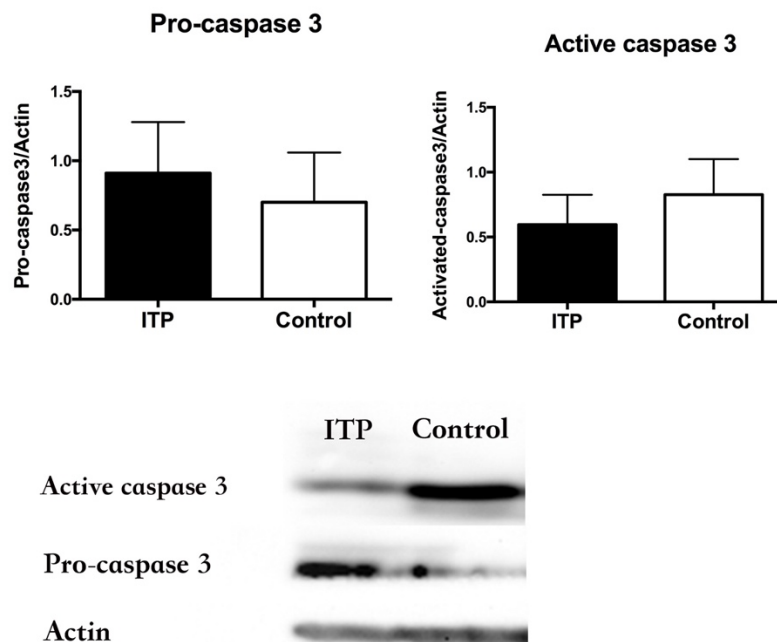 Pro-caspase 3
Pro-caspase3/Actin
1.5
1.0
0.5
0.0
ITP
Control
Active caspase 3
Activated-caspase3/Actin
1.5
1.0
0.5
0.0
ITP
Control
ITP Control
Active caspase 3
Pro-caspase 3
Actin